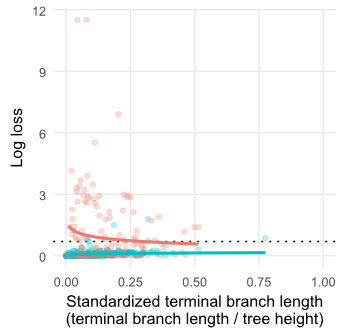 12
9
6
3
0
Log loss
0.00 0.25 0.50 0.75 1.00
Standardized terminal branch length
(terminal branch length / tree height)